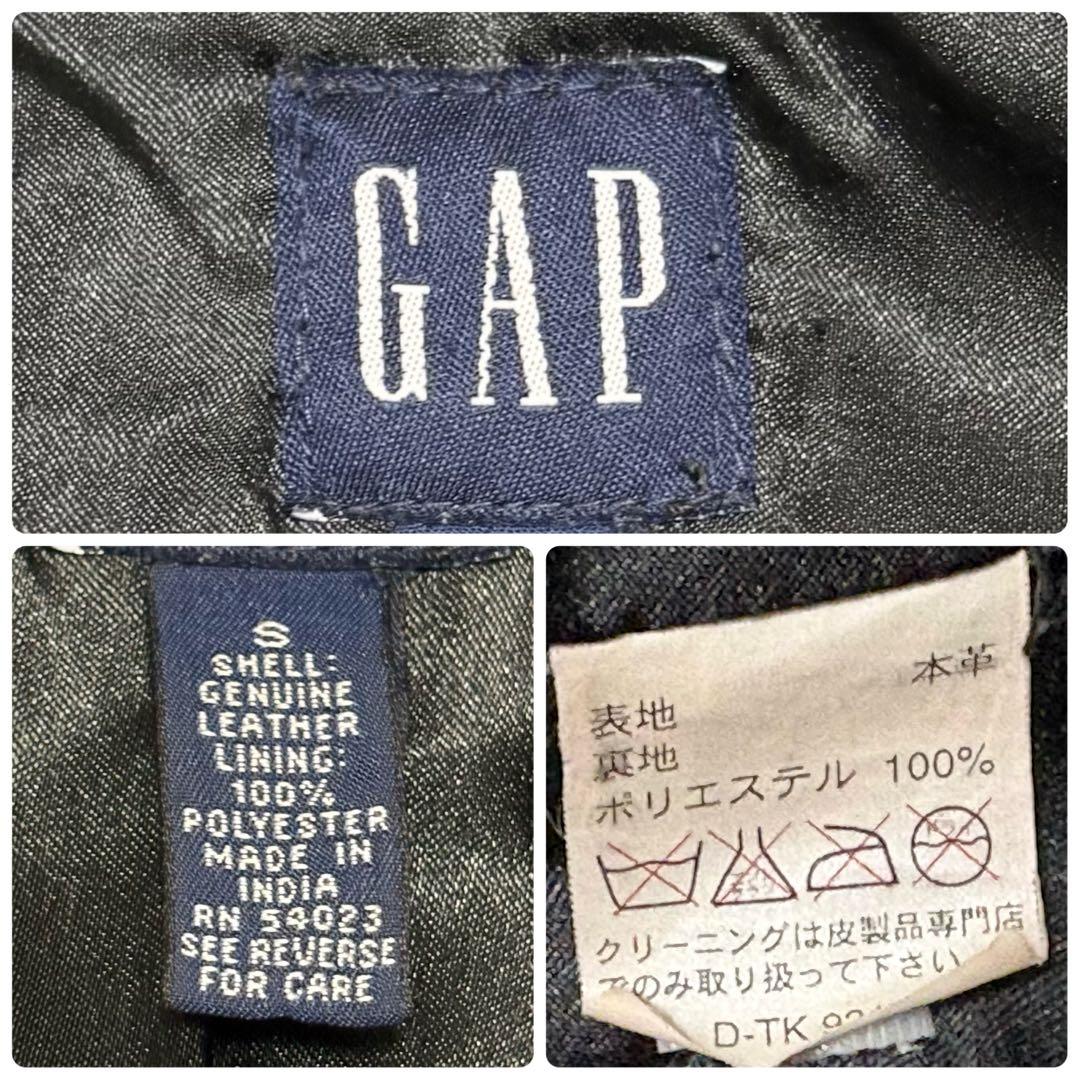 GAP
S
SHELL:
GENUINE
LEATHER
LINING:
100%
POLYESTER
MADE IN
INDIA
RN 54023
SEE REVERSE
FOR CARE
本革
表地
裏地
ポリエステル 100%
クリーニングは皮製品専門店
でのみ取り扱って下さい
D-TK